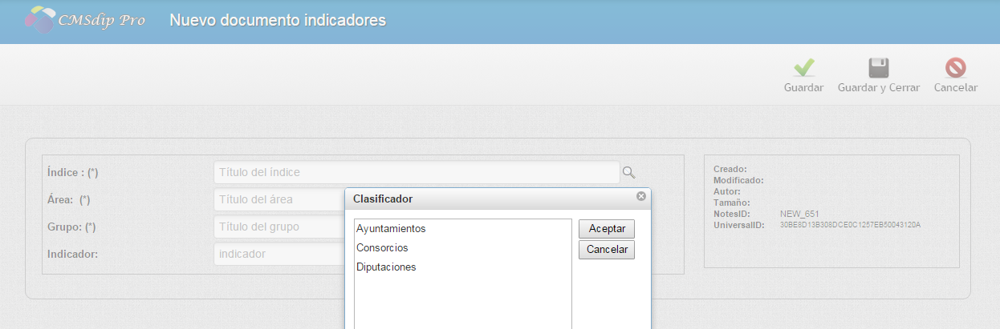 CMSdip Pro
Nuevo documento indicadores
Guardar
Guardar y Cerrar
Cancelar
Índice : (*)
Título del índice
Área: (*)
Título del área
Grupo: (*)
Título del grupo
Indicador:
indicador
Clasificador
Ayuntamientos
Consorcios
Diputaciones
Aceptar
Cancelar
Creado:
Modificado:
Autor:
Tamaño:
NotesID: NEW_651
UniversalID: 30BE8D13B308DCE0C1257EB50043120A